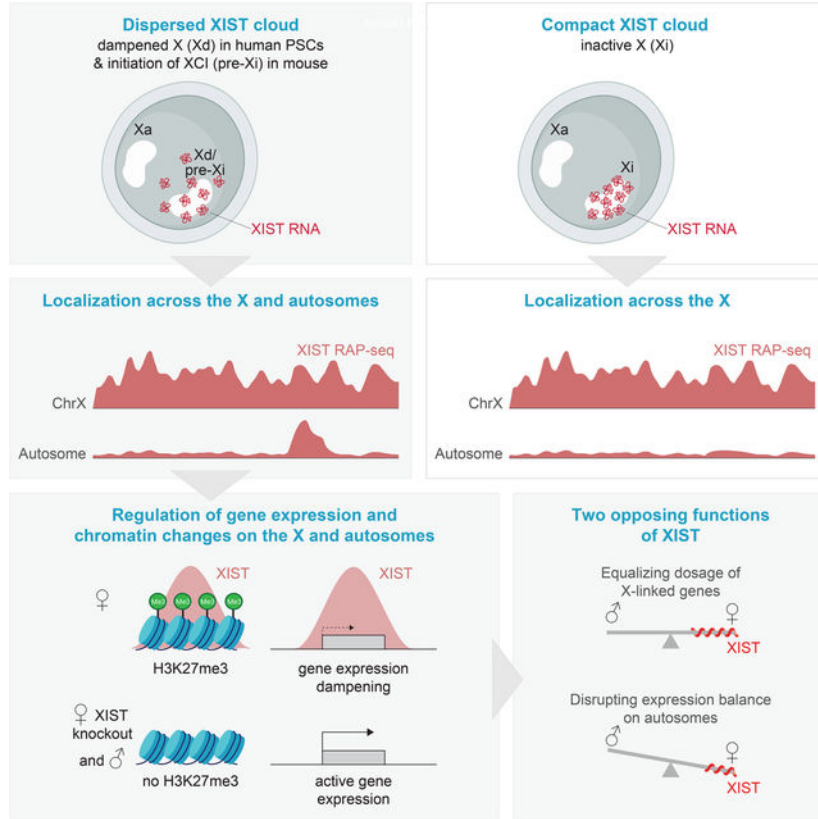 Dispersed XIST cloud
dampened X (Xd) in human PSCs
& initiation of XCI (pre-Xi) in mouse
Xa
Xd/
pre-Xi
XIST RNA
Compact XIST cloud
inactive X (Xi)
Xa
Xi
XIST RNA
Localization across the X and autosomes
XIST RAP-seq
ChrX
Autosome
Localization across the X
XIST RAP-seq
ChrX
Autosome
Regulation of gene expression and
chromatin changes on the X and autosomes
♀
XIST
Me3 Me3 Me3 Me3
H3K27me3
XIST
gene expression
dampening
♀ XIST
knockout
and ♂
no H3K27me3
active gene
expression
Two opposing functions
of XIST
Equalizing dosage of
X-linked genes
♂ ♀
XIST
Disrupting expression balance
on autosomes
♂ ♀
XIST